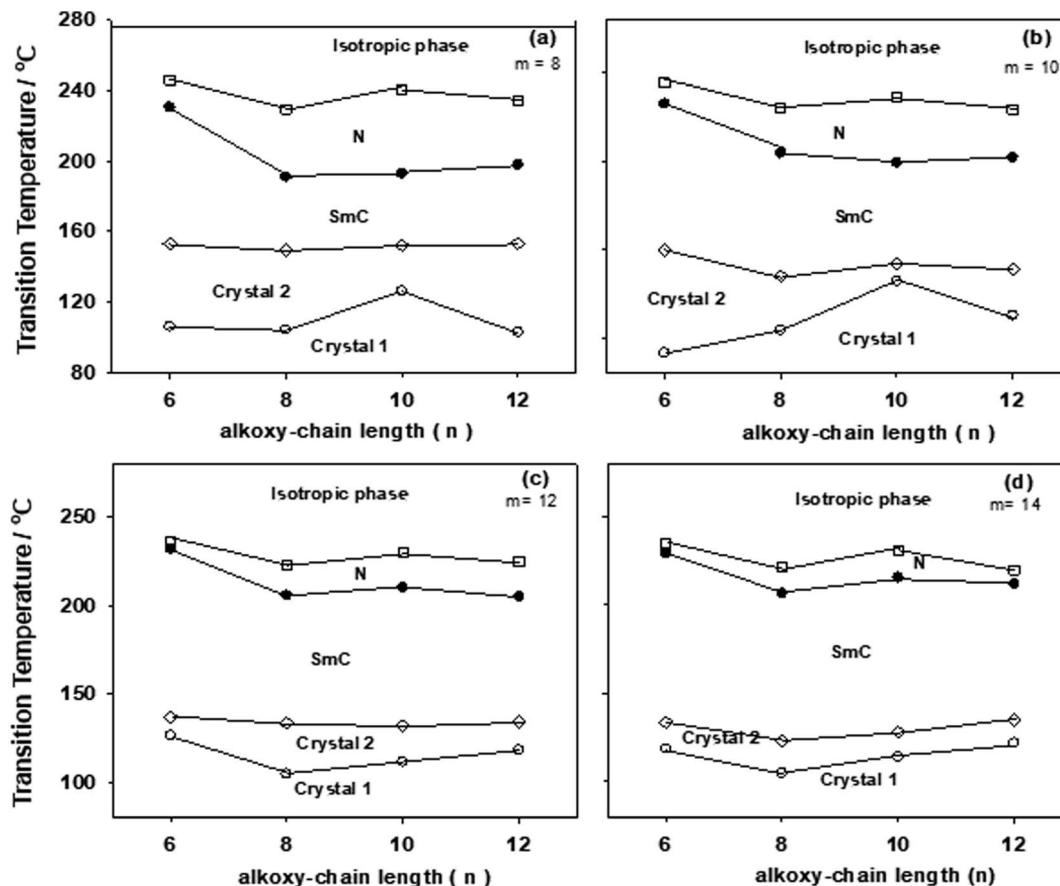 Transition Temperature / °C
280
240
200
160
120
80
Isotropic phase
(a)
m = 8
N
SmC
Crystal 2
Crystal 1
6 8 10 12
alkoxy-chain length ( n )
Isotropic phase
(b)
m = 10
N
SmC
Crystal 2
Crystal 1
6 8 10 12
alkoxy-chain length ( n )
Transition Temperature / °C
250
200
150
100
Isotropic phase
(c)
m= 12
N
SmC
Crystal 2
Crystal 1
6 8 10 12
alkoxy-chain length ( n )
Isotropic phase
(d)
m= 14
N
SmC
Crystal 2
Crystal 1
6 8 10 12
alkoxy-chain length (n)